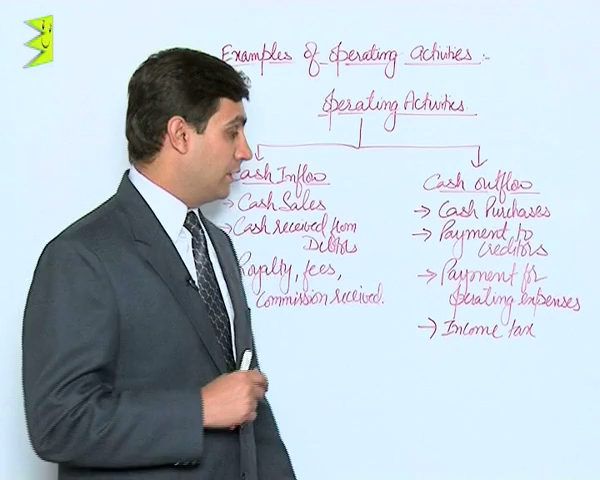 Examples of Operating Activities :-
Operating Activities
Cash Inflow
→ Cash Sales
→ Cash received from
Debtors
Royalty, fees,
Commission received.
Cash outflow
→ Cash Purchases
→ Payment to
Creditors
→ Payment for
Operating expenses
→ Income tax